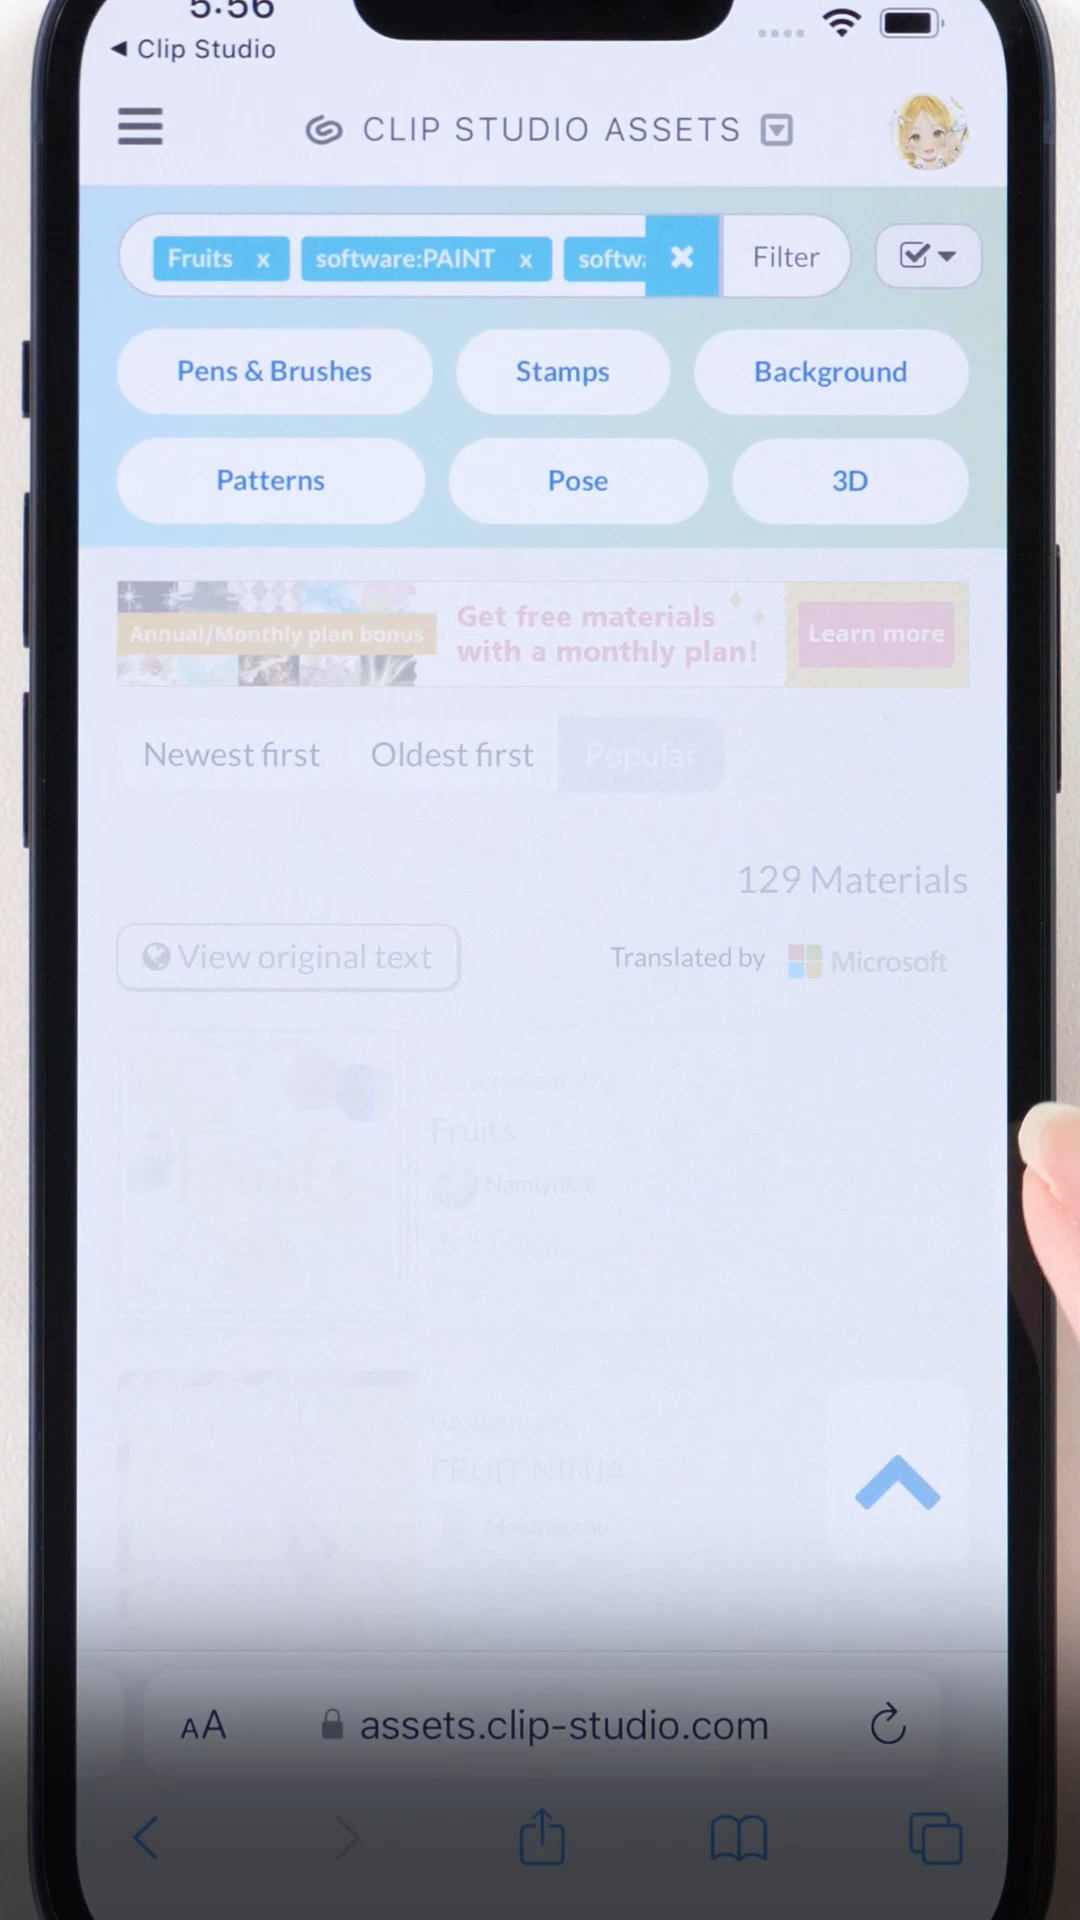 5:56
◀ Clip Studio
CLIP STUDIO ASSETS
Fruits x software:PAINT x softw
Filter
Pens & Brushes Stamps Background
Patterns Pose 3D
Annual/Monthly plan bonus
Get free materials
with a monthly plan!
Learn more
Newest first Oldest first Popular
129 Materials
View original text
Translated by Microsoft
Fruits
Namiyukio
FRUIT NINJA
AA assets.clip-studio.com